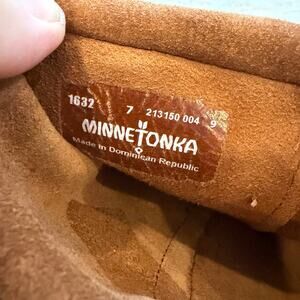 1632 7 213150 004 9
MINNETONKA
Made in Dominican Republic